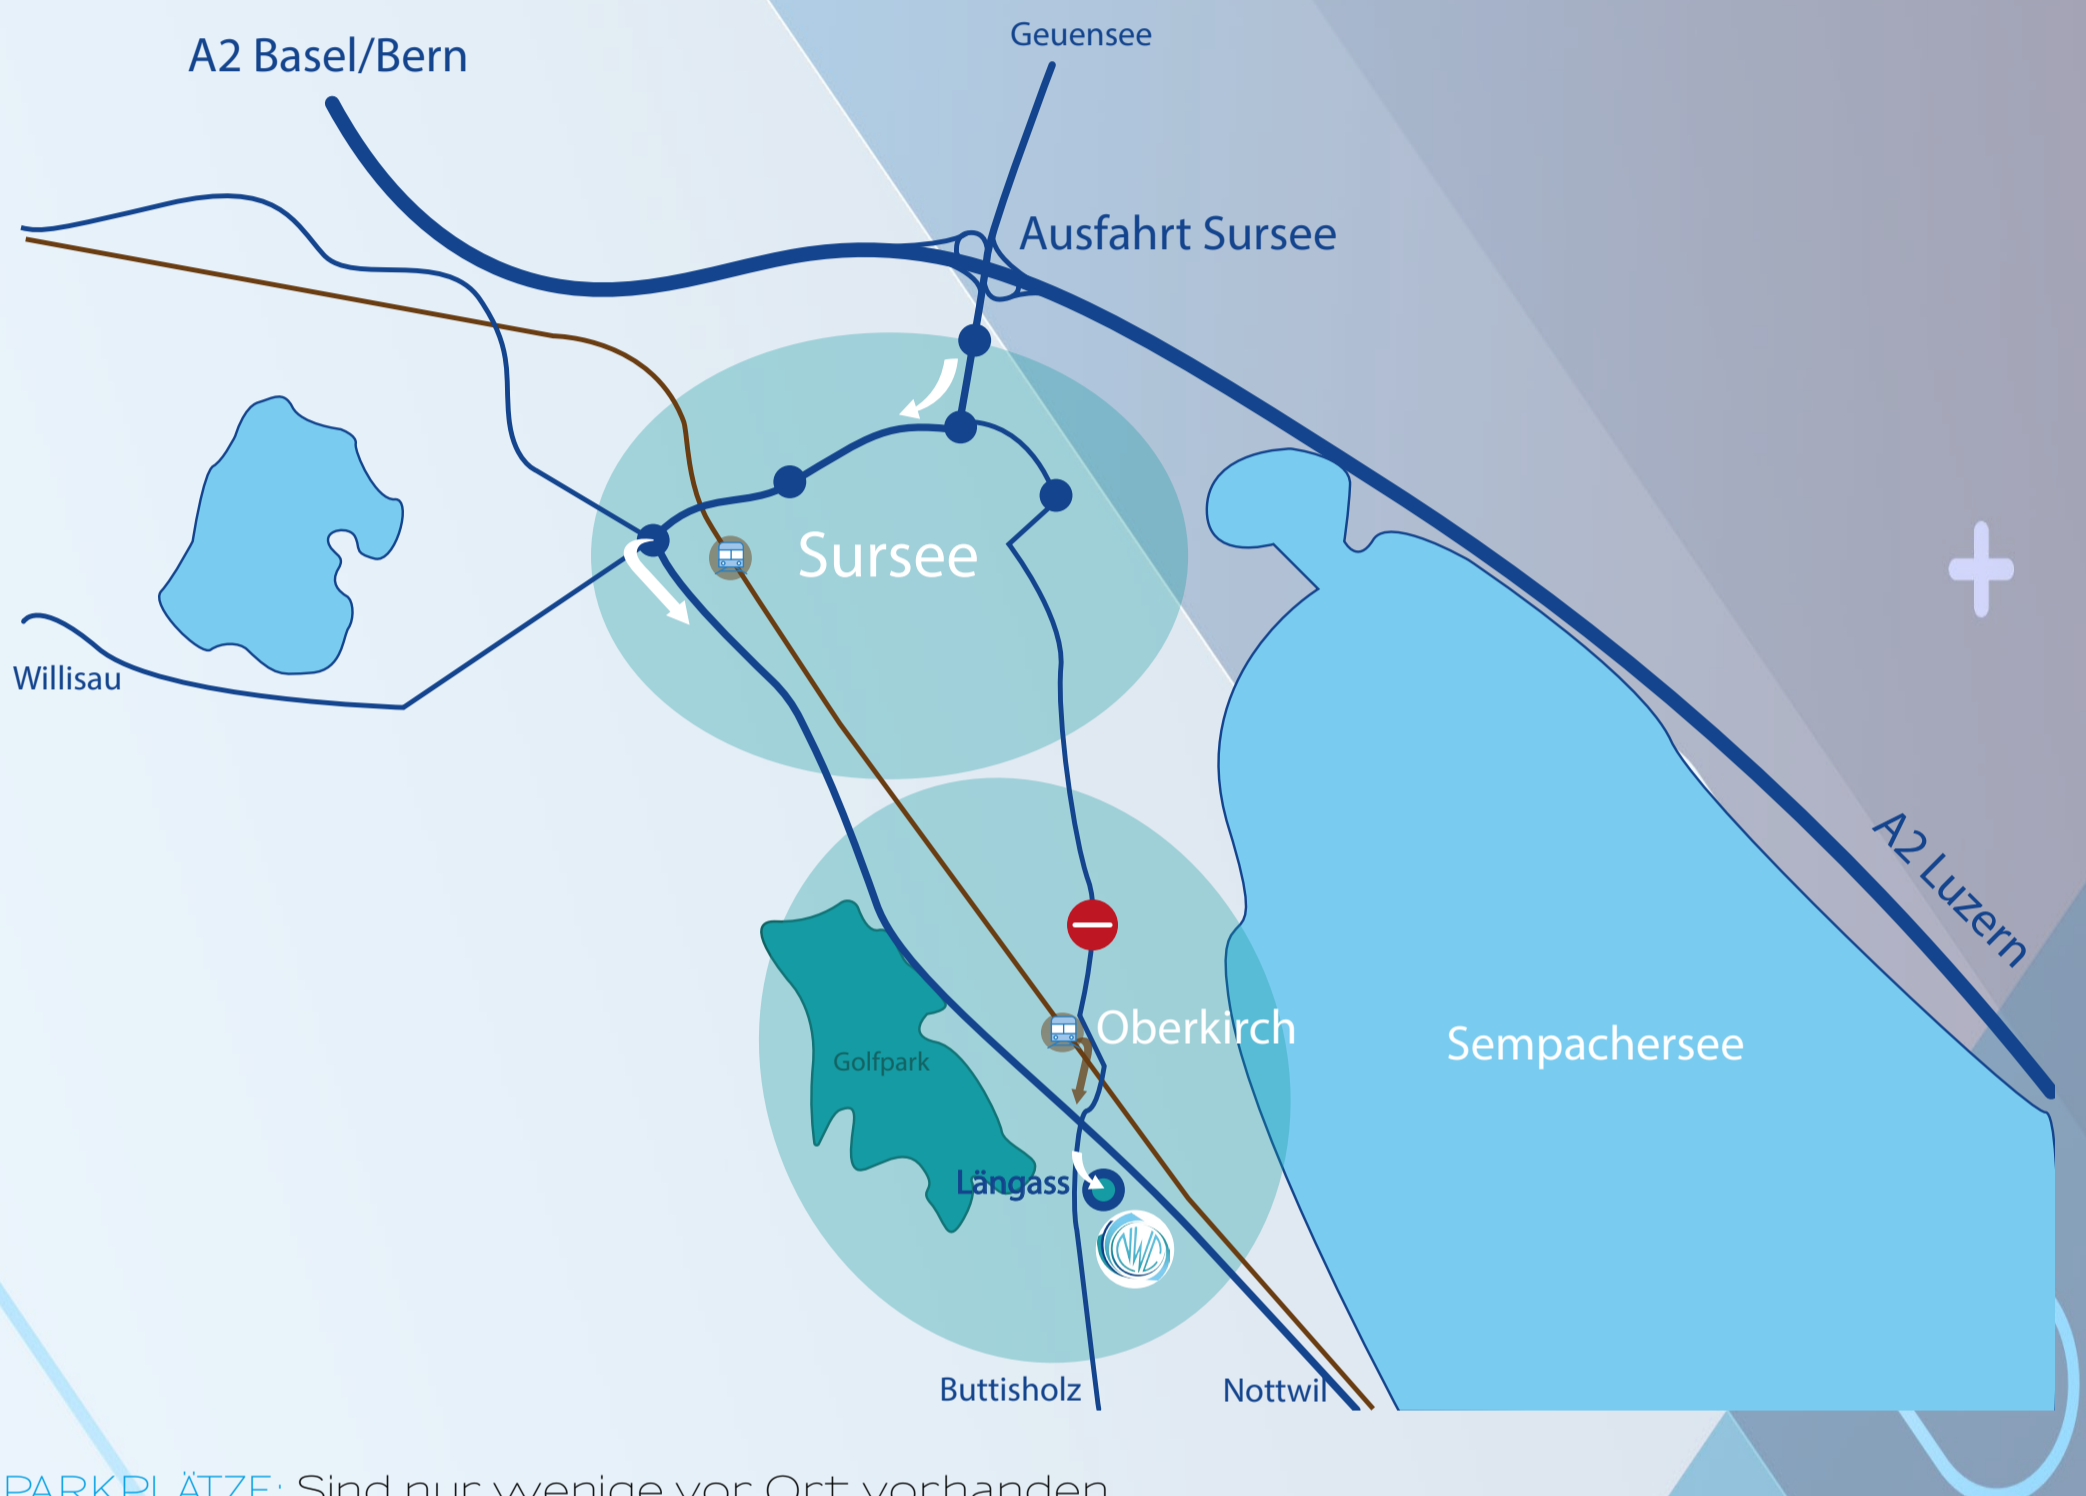 Geuensee
A2 Basel/Bern
Ausfahrt Sursee
Sursee
Willisau
A2 Luzern
Oberkirch
Sempachersee
Golfpark
Längass
NWC
Buttisholz
Nottwil
PARKPLÄTZE: Sind nur wenige vor Ort vorhanden